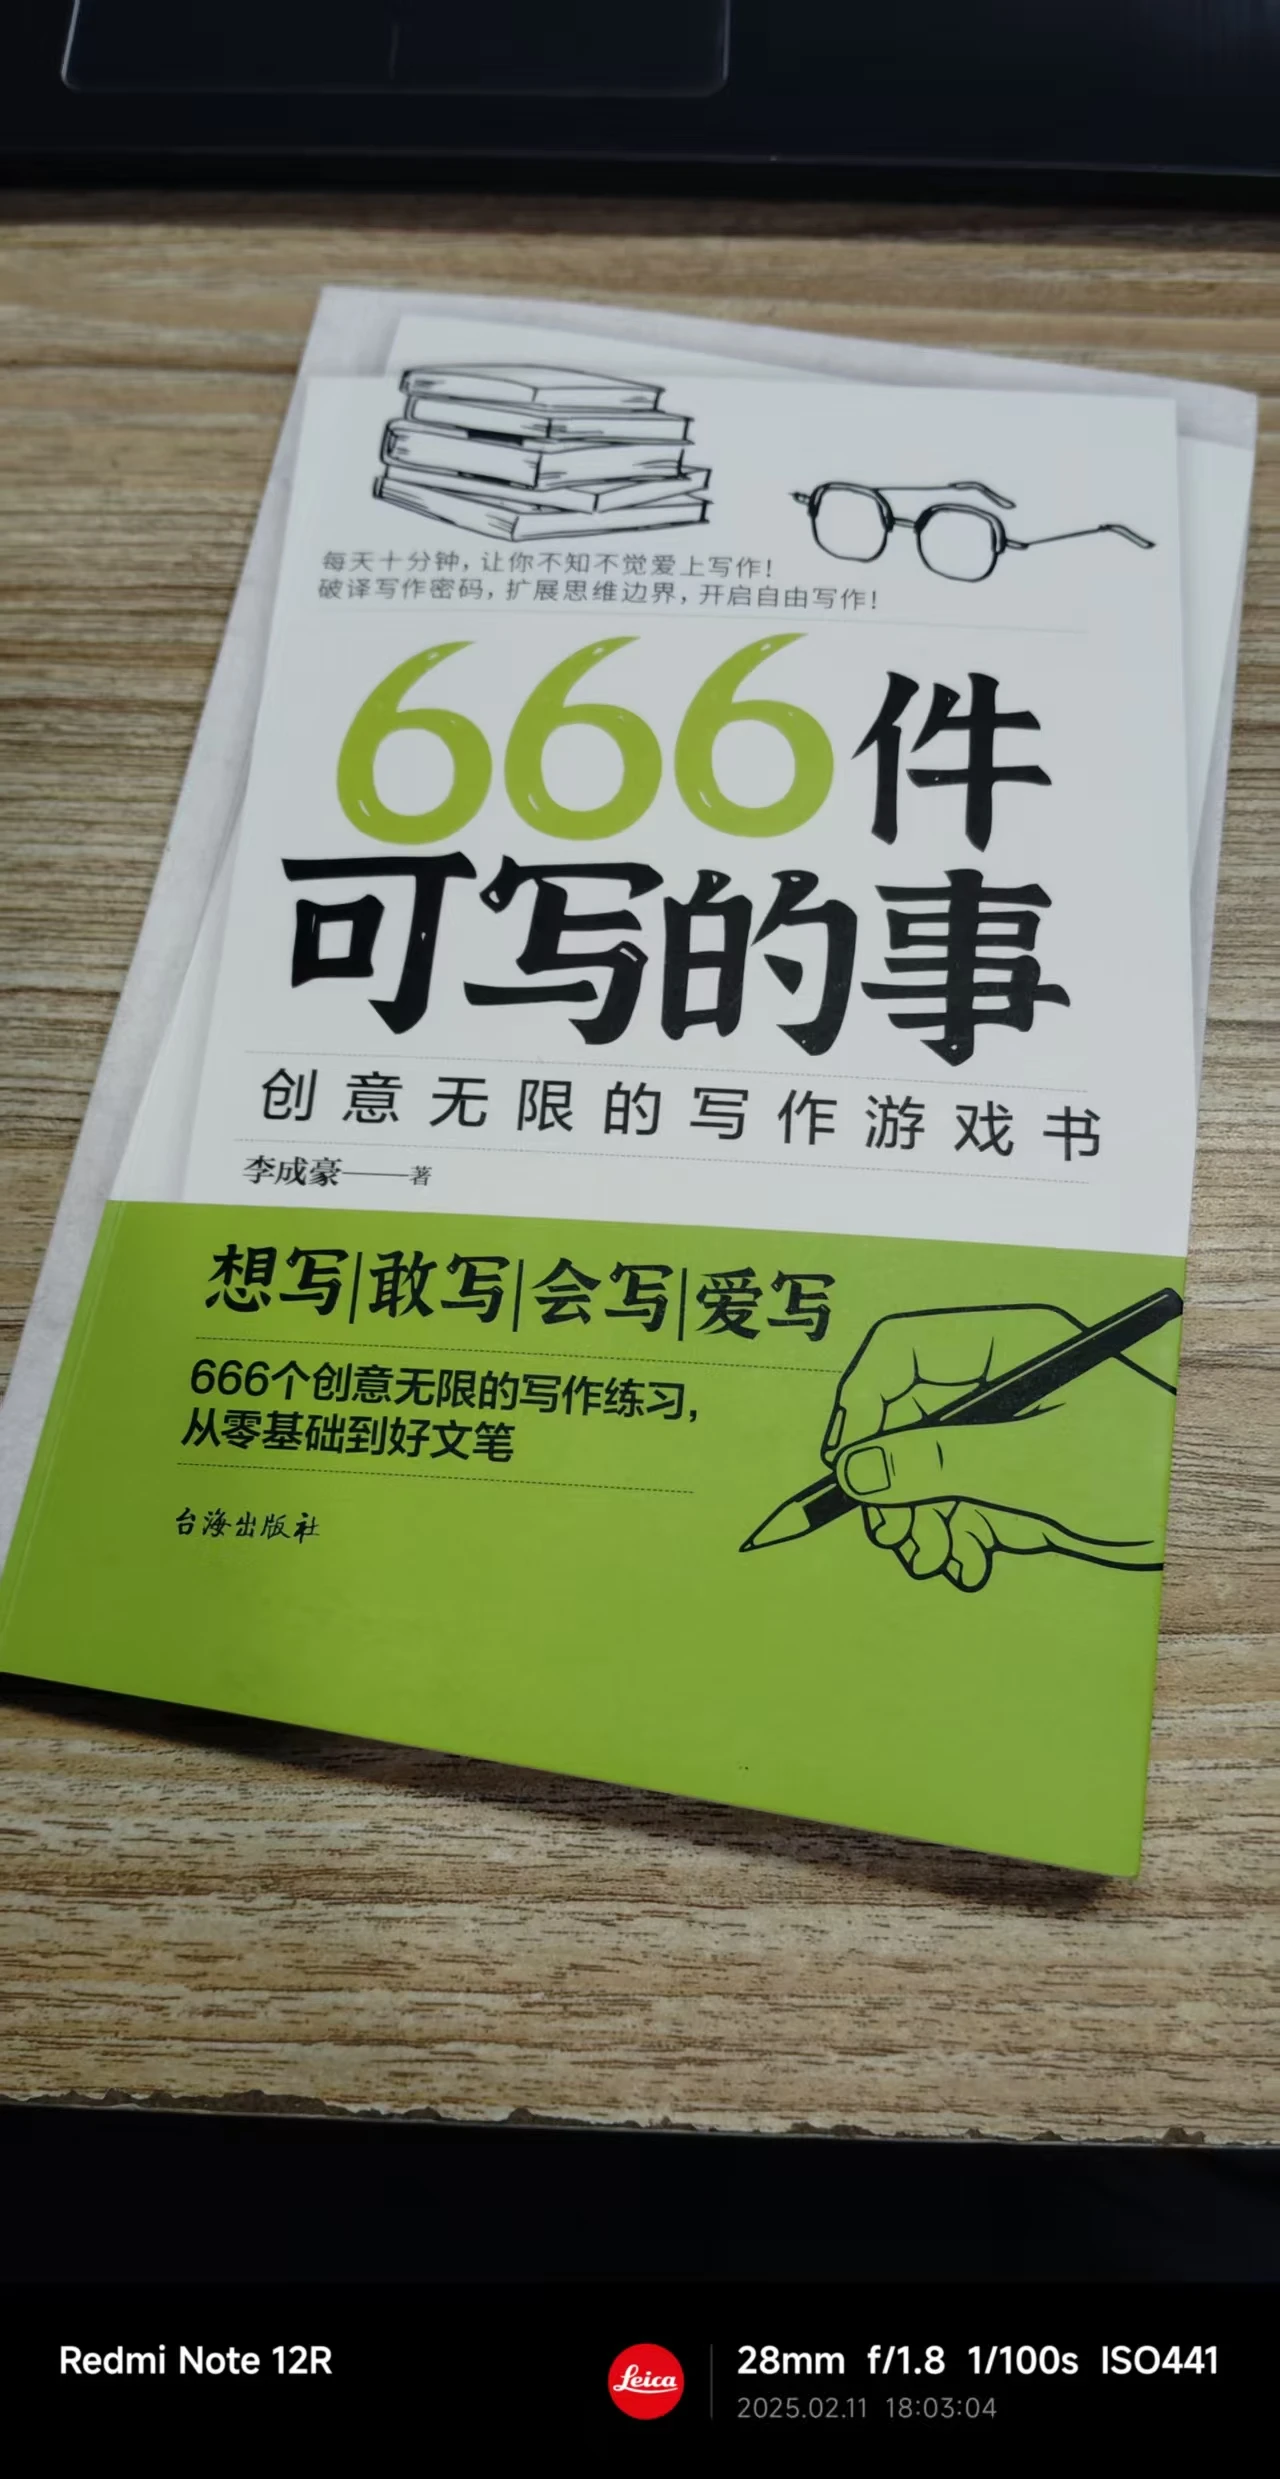 每天十分钟，让你不知不觉爱上写作！
破译写作密码，扩展思维边界，开启自由写作！
666件
可写的事
创意无限的写作游戏书
李成豪——著
想写|敢写|会写|爱写
666个创意无限的写作练习，
从零基础到好文笔
台海出版社
Redmi Note 12R
Leica
28mm f/1.8 1/100s ISO441
2025.02.11 18:03:04